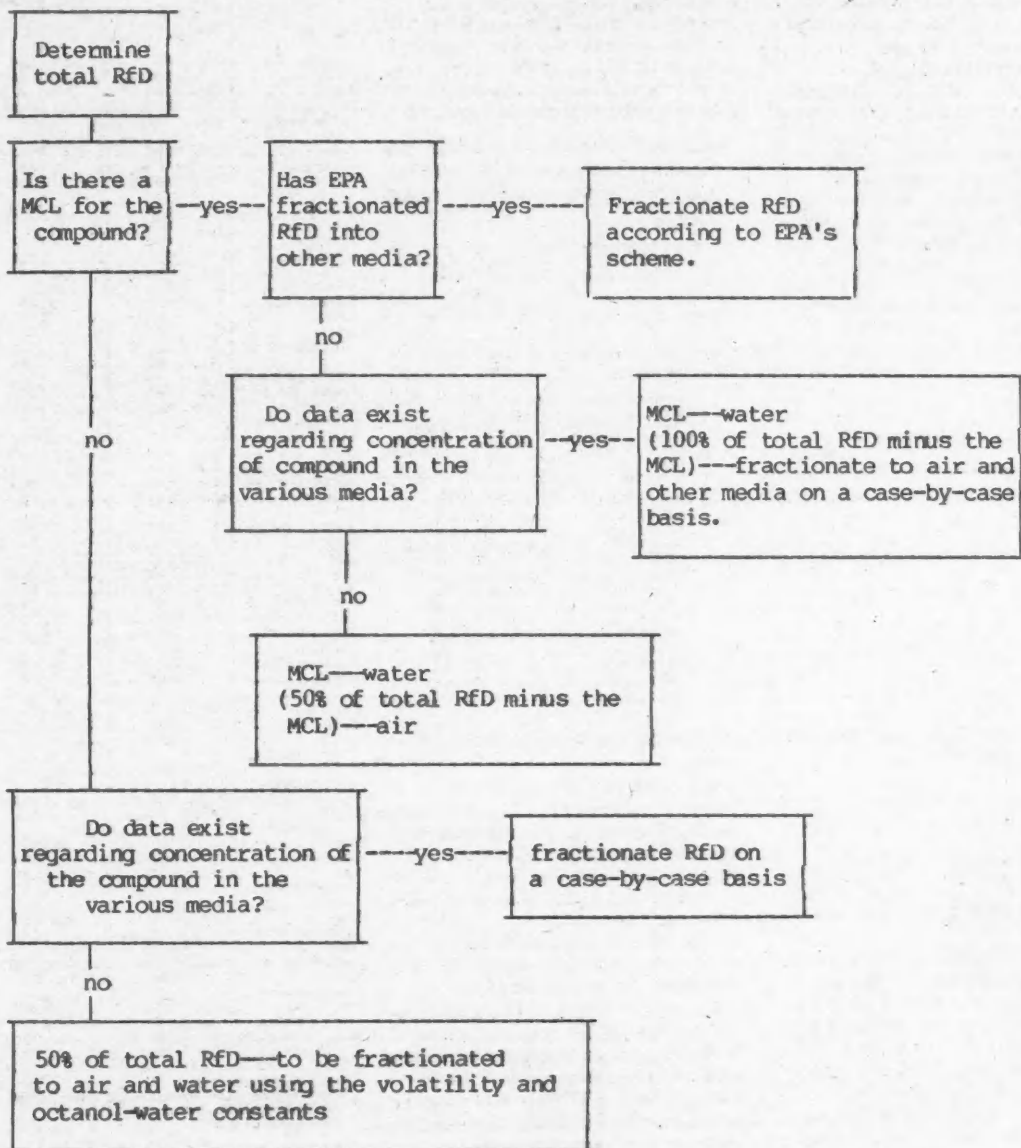 Determine
total RfD
Is there a
MCL for the
compound?
yes
Has EPA
fractionated
RfD into
other media?
yes
Fractionate RfD
according to EPA's
scheme.
no
Do data exist
regarding concentration
of compound in the
various media?
yes
MCL---water
(100% of total RfD minus the
MCL)---fractionate to air and
other media on a case-by-case
basis.
no
no
MCL---water
(50% of total RfD minus the
MCL)---air
Do data exist
regarding concentration of
the compound in the
various media?
yes
fractionate RfD on
a case-by-case basis
no
50% of total RfD---to be fractionated
to air and water using the volatility and
octanol-water constants